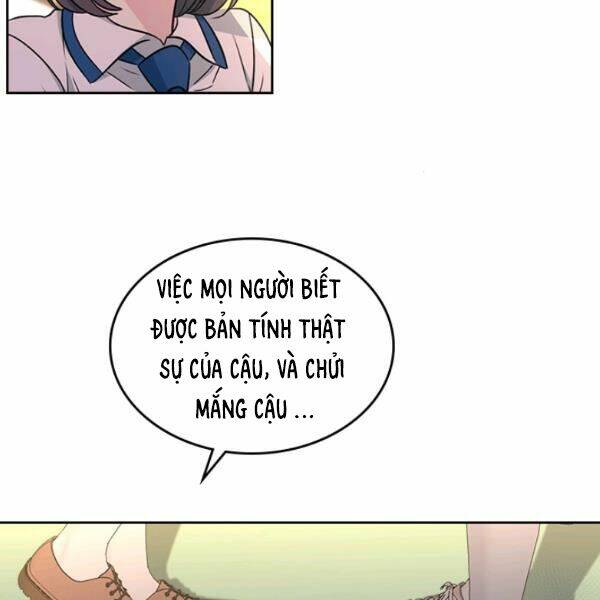 VIỆC MỌI NGƯỜI BIẾT
ĐƯỢC BẢN TÍNH THẬT
SỰ CỦA CẬU, VÀ CHỬI
MẮNG CẬU ...